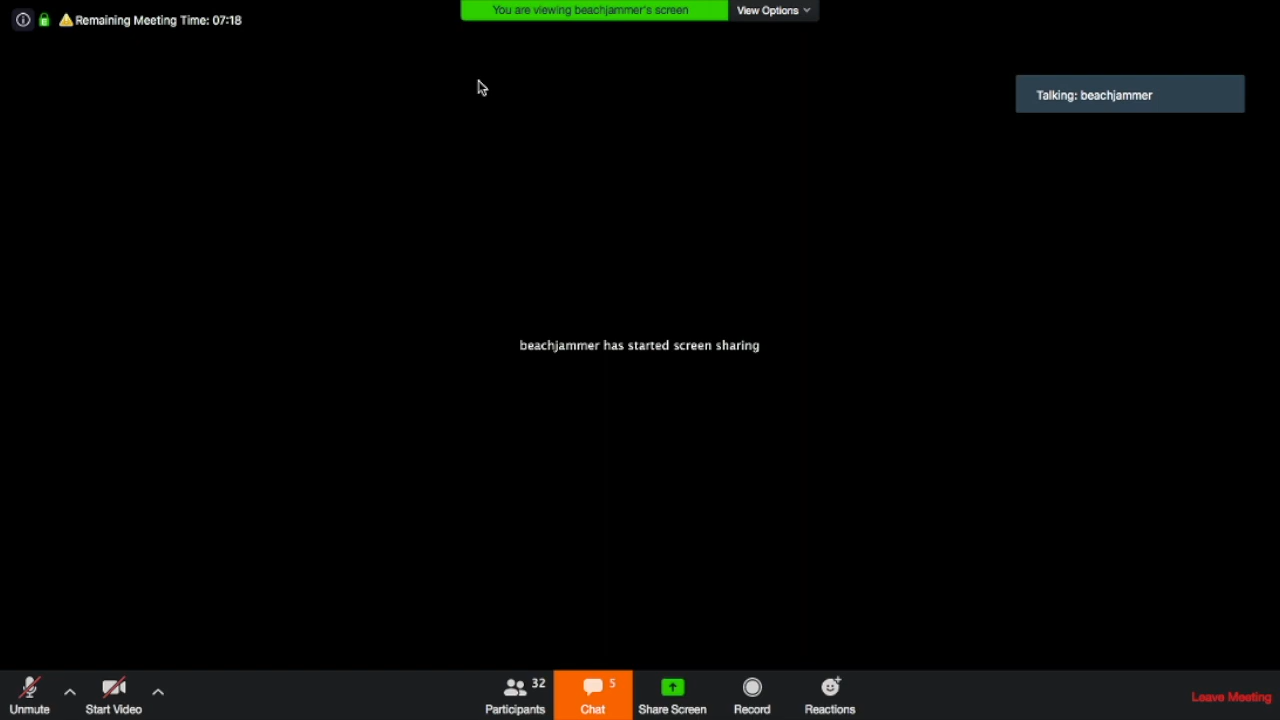 Remaining Meeting Time: 07:18
You are viewing beachjammer's screen
View Options
Talking: beachjammer
beachjammer has started screen sharing
Unmute
Start Video
32
Participants
5
Chat
Share Screen
Record
Reactions
Leave Meeting